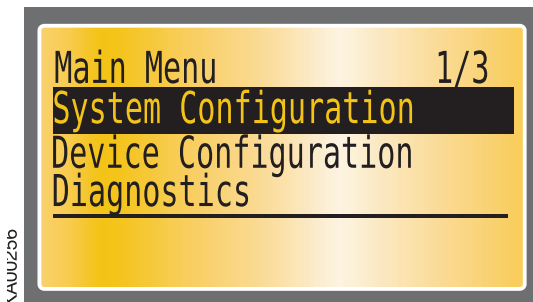 Main Menu 1/3
System Configuration
Device Configuration
Diagnostics